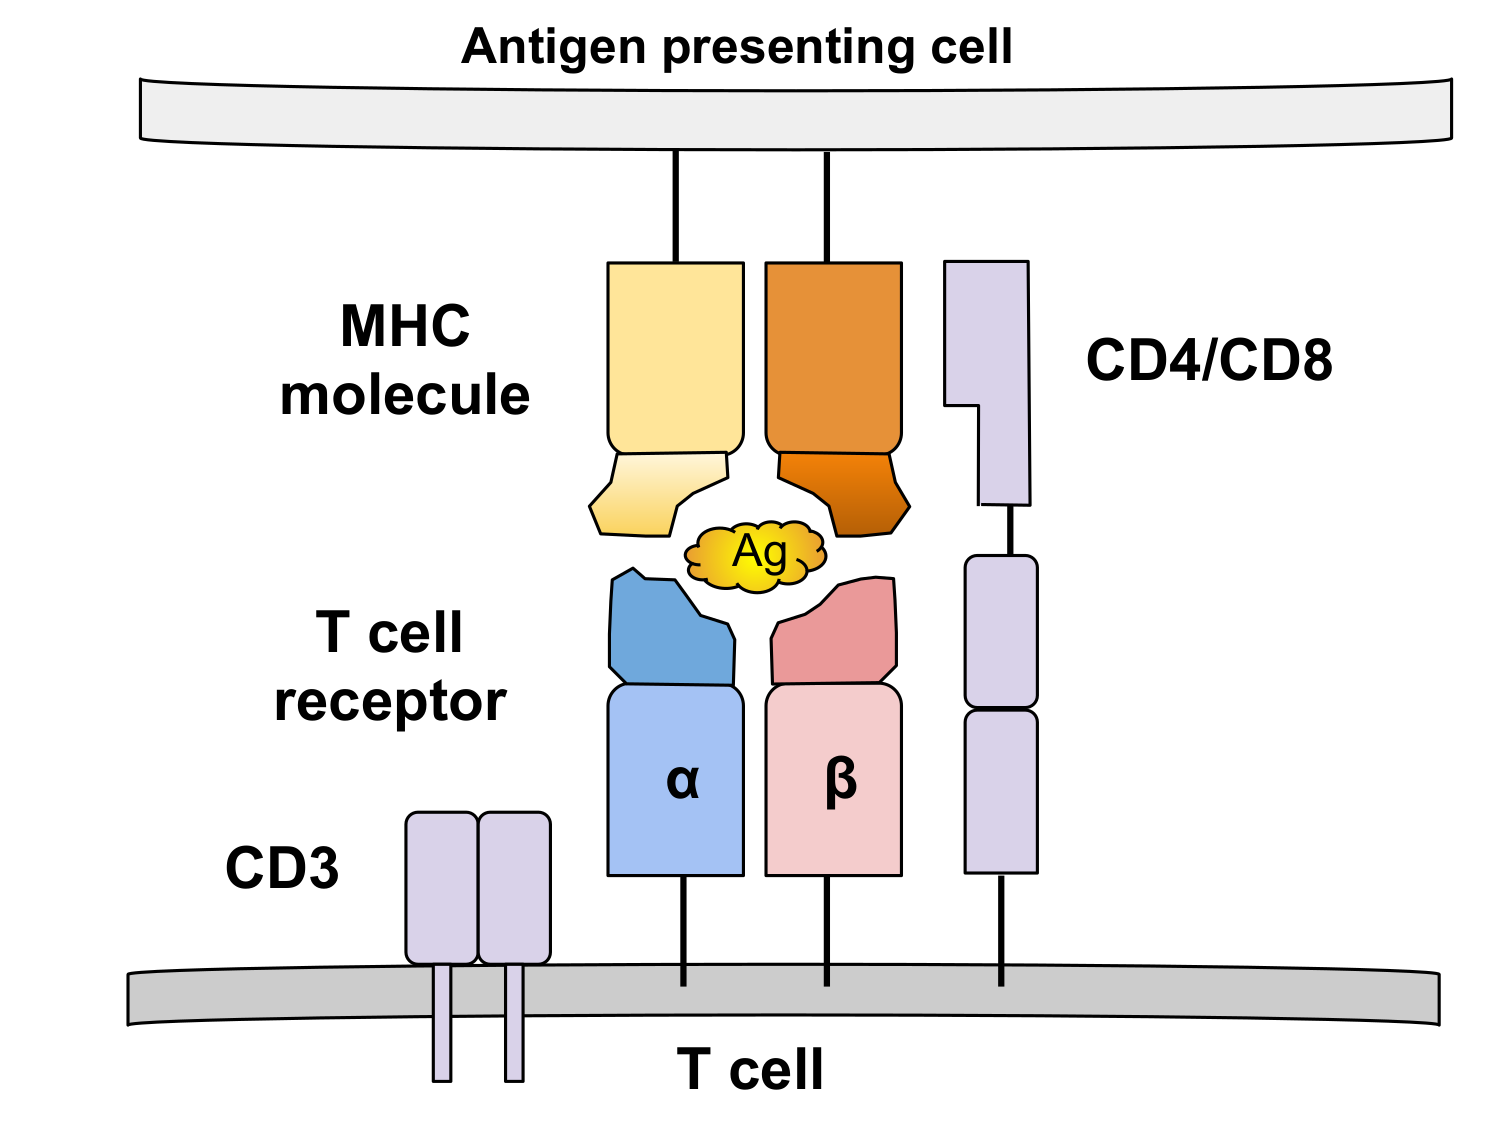 Antigen presenting cell
MHC
molecule
CD4/CD8
Ag
T cell
receptor
α
β
CD3
T cell